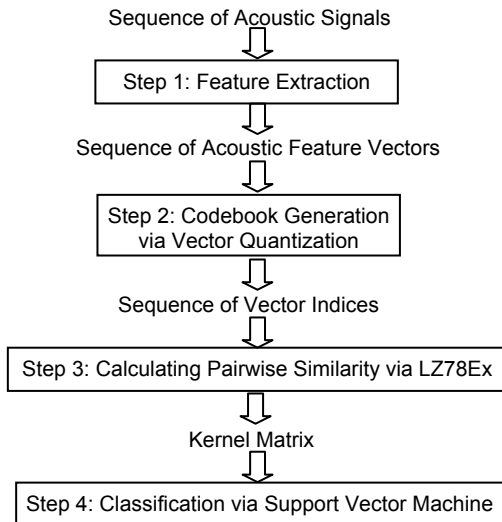 Sequence of Acoustic Signals
Step 1: Feature Extraction
Sequence of Acoustic Feature Vectors
Step 2: Codebook Generation
via Vector Quantization
Sequence of Vector Indices
Step 3: Calculating Pairwise Similarity via LZ78Ex
Kernel Matrix
Step 4: Classification via Support Vector Machine